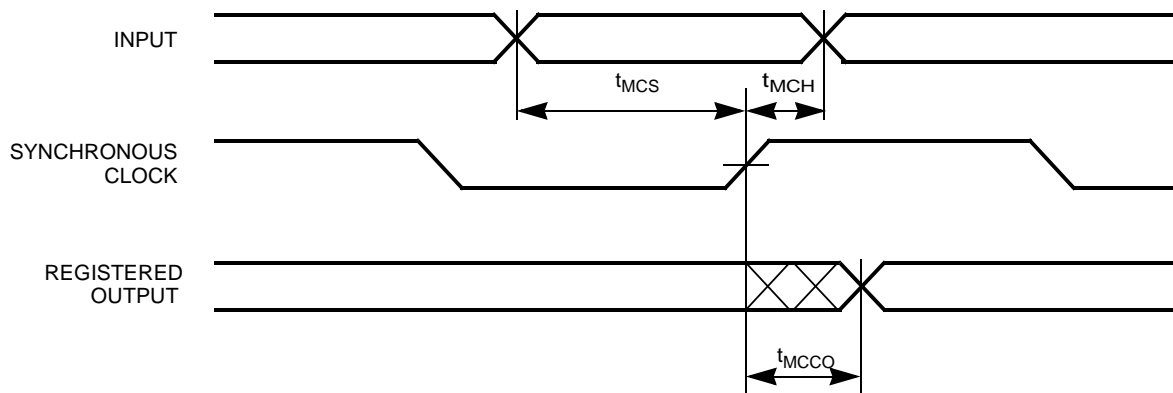 INPUT
tMCS
tMCH
SYNCHRONOUS
CLOCK
REGISTERED
OUTPUT
tMCCO